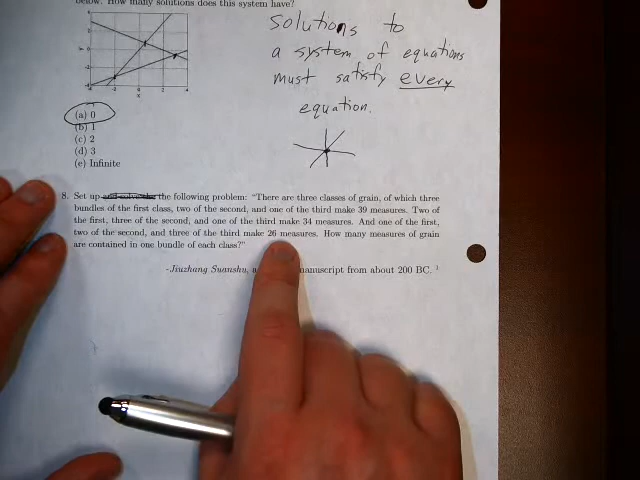 below. How many solutions does this system have?
solutions to
a system of equations
must satisfy every
equation.
(a) 0
(b) 1
(c) 2
(d) 3
(e) Infinite
8. Set up and solve the the following problem: "There are three classes of grain, of which three
bundles of the first class, two of the second, and one of the third make 39 measures. Two of
the first, three of the second, and one of the third make 34 measures. And one of the first,
two of the second, and three of the third make 26 measures. How many measures of grain
are contained in one bundle of each class?"
-Jiuzhang Suanshu, a manuscript from about 200 BC. 1